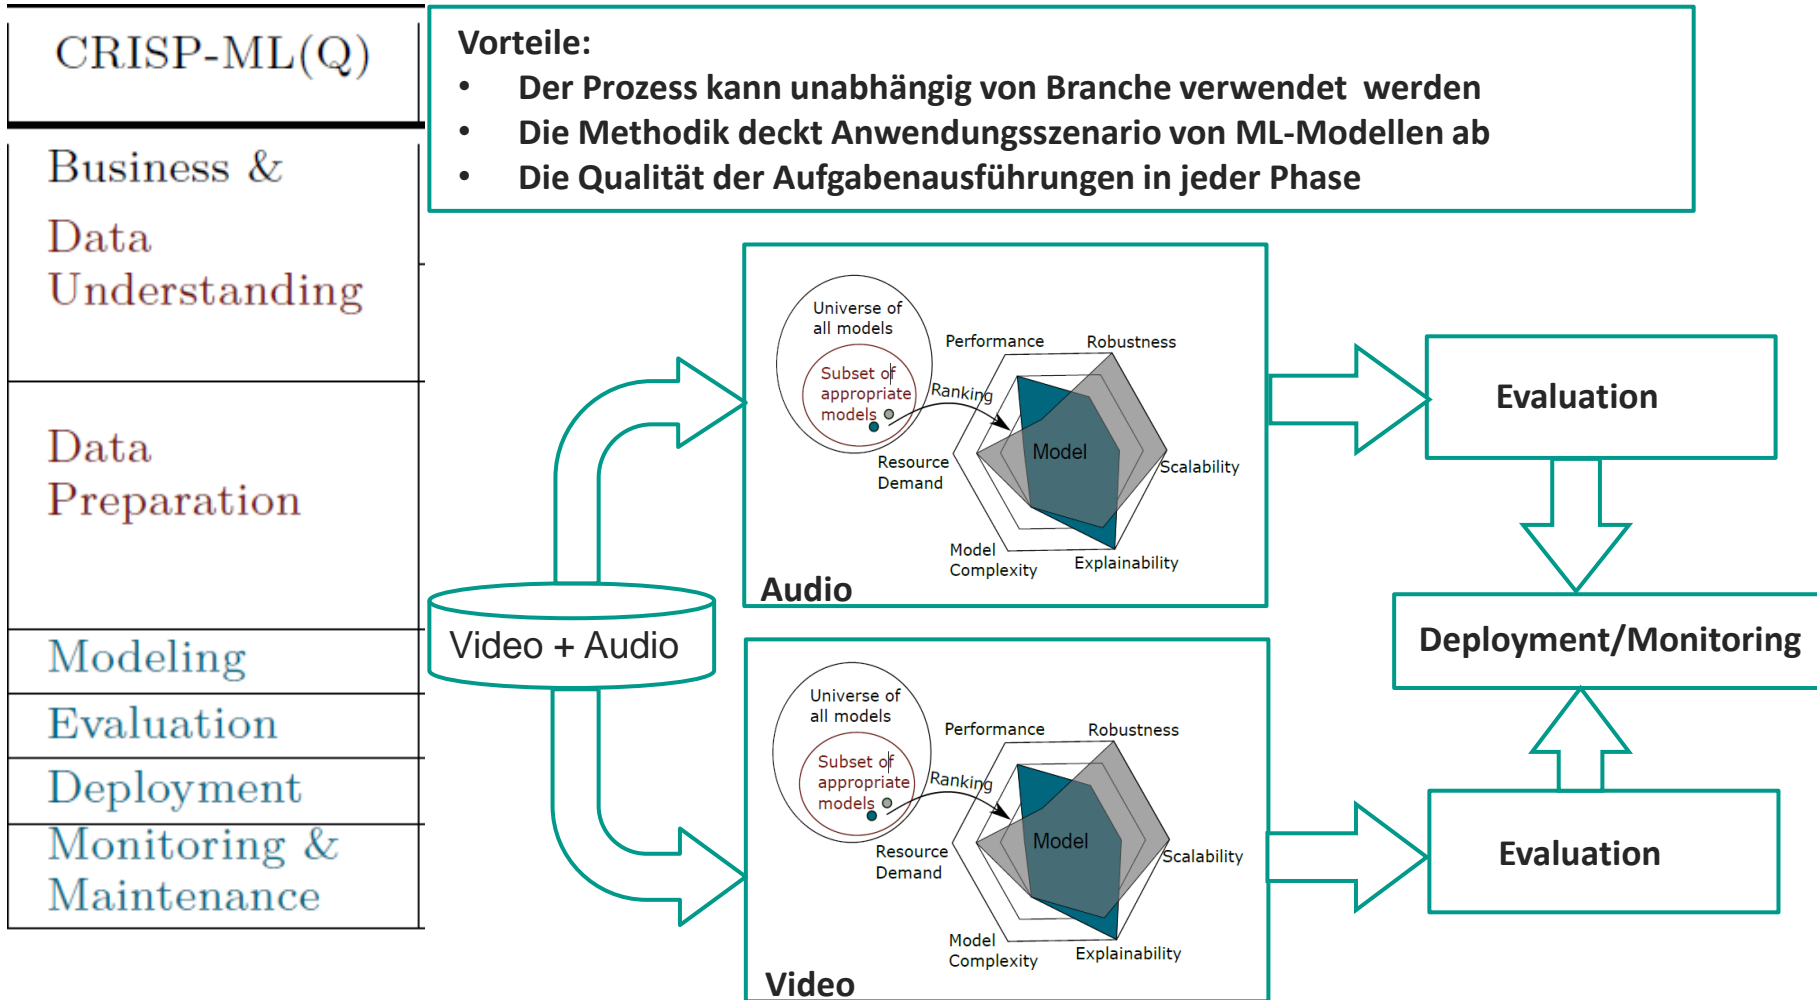 CRISP-ML(Q)
Business &
Data
Understanding
Data
Preparation
Modeling
Evaluation
Deployment
Monitoring &
Maintenance
Vorteile:
• Der Prozess kann unabhängig von Branche verwendet werden
• Die Methodik deckt Anwendungsszenario von ML-Modellen ab
• Die Qualität der Aufgabenausführungen in jeder Phase
Video + Audio
Universe of
all models
Subset of
appropriate
models
Ranking
Performance
Robustness
Model
Resource
Demand
Scalability
Model
Complexity
Explainability
Audio
Universe of
all models
Subset of
appropriate
models
Ranking
Performance
Robustness
Model
Resource
Demand
Scalability
Model
Complexity
Explainability
Video
Evaluation
Deployment/Monitoring
Evaluation